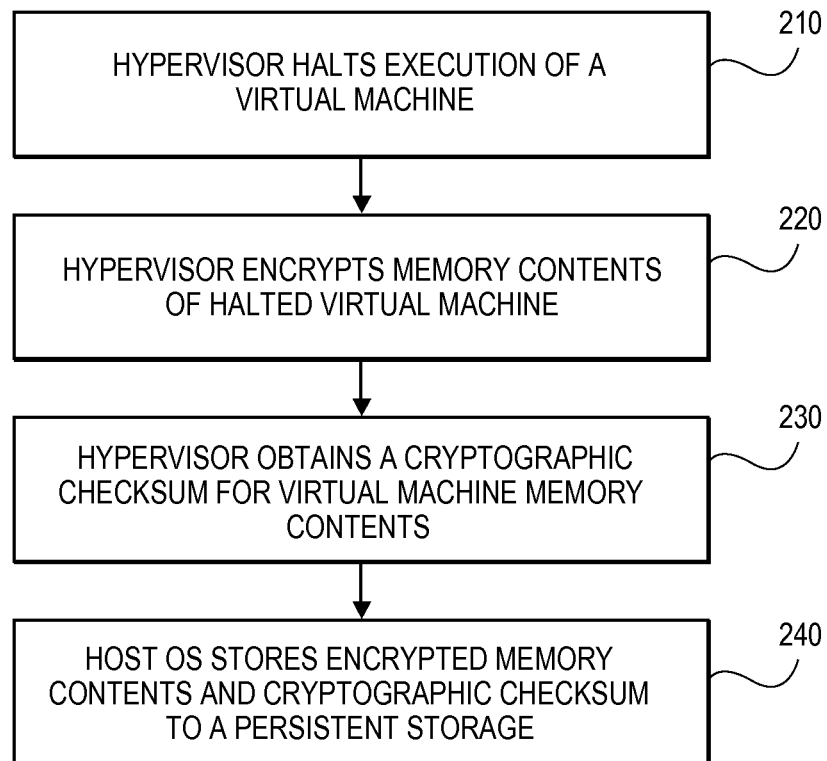 210
HYPERVISOR HALTS EXECUTION OF A
VIRTUAL MACHINE
220
HYPERVISOR ENCRYPTS MEMORY CONTENTS
OF HALTED VIRTUAL MACHINE
230
HYPERVISOR OBTAINS A CRYPTOGRAPHIC
CHECKSUM FOR VIRTUAL MACHINE MEMORY
CONTENTS
240
HOST OS STORES ENCRYPTED MEMORY
CONTENTS AND CRYPTOGRAPHIC CHECKSUM
TO A PERSISTENT STORAGE